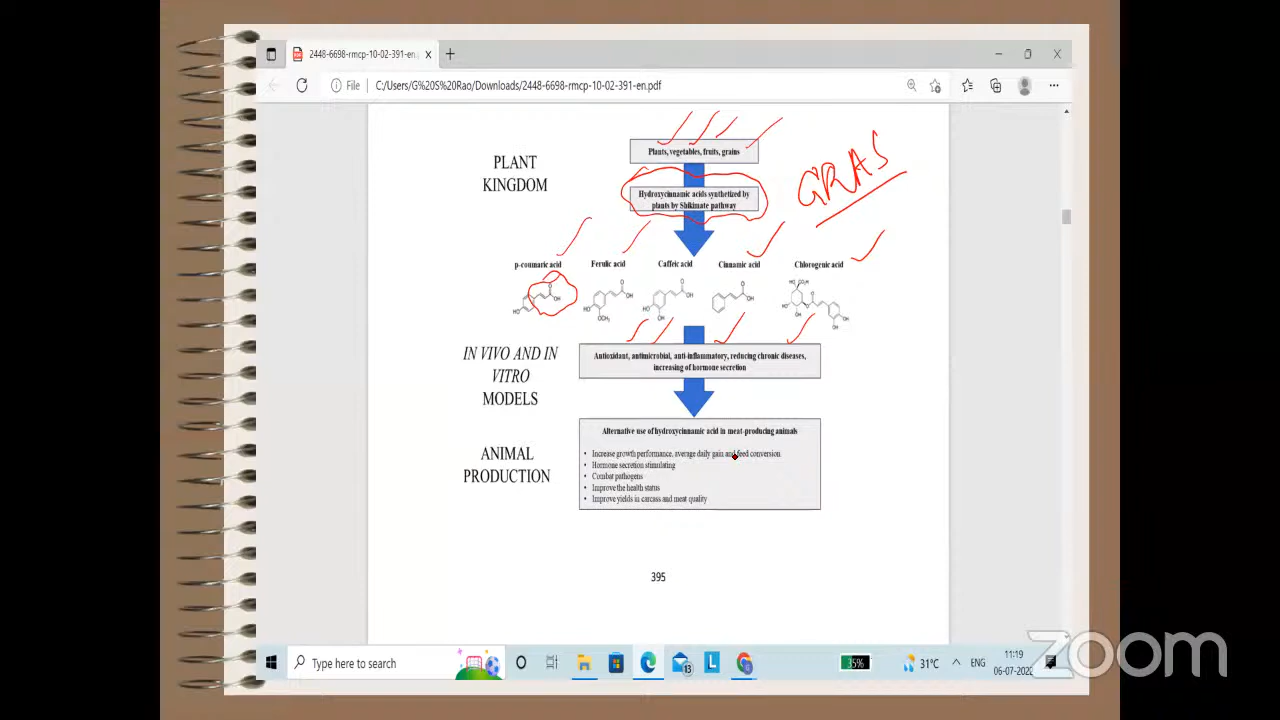 2448-6698-rmcp-10-02-391-en
File
C:/Users/G%20S%20Rao/Downloads/2448-6698-rmcp-10-02-391-en.pdf
PLANT
KINGDOM
Plants, vegetables, fruits, grains
Hydroxycinnamic acids synthetized by
plants by Shikimate pathway
GRAS
p-coumaric acid
Ferulic acid
Caffeic acid
Cinnamic acid
Chlorogenic acid
IN VIVO AND IN
VITRO
MODELS
Antioxidant, antimicrobial, anti-inflammatory, reducing chronic diseases,
increasing of hormone secretion
ANIMAL
PRODUCTION
Alternative use of hydroxycinnamic acid in meat-producing animals
• Increase growth performance, average daily gain and feed conversion
• Hormone secretion stimulating
• Combat pathogens
• Improve the health status
• Improve yields in carcass and meat quality
395
Type here to search
13
L
35%
31°C
ENG
11:19
06-07-2022
zoom